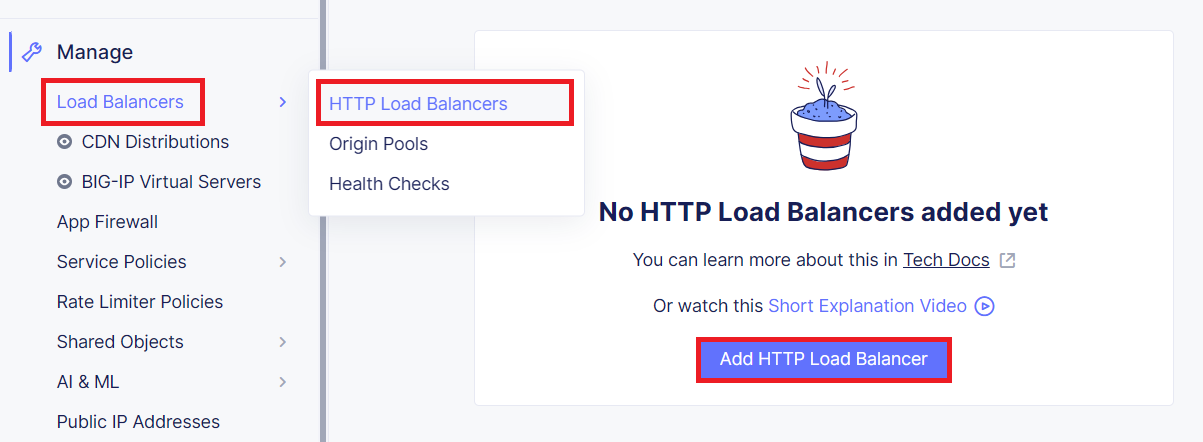 Manage
Load Balancers
CDN Distributions
BIG-IP Virtual Servers
App Firewall
Service Policies
Rate Limiter Policies
Shared Objects
AI & ML
Public IP Addresses
HTTP Load Balancers
Origin Pools
Health Checks
No HTTP Load Balancers added yet
You can learn more about this in Tech Docs
Or watch this Short Explanation Video
Add HTTP Load Balancer